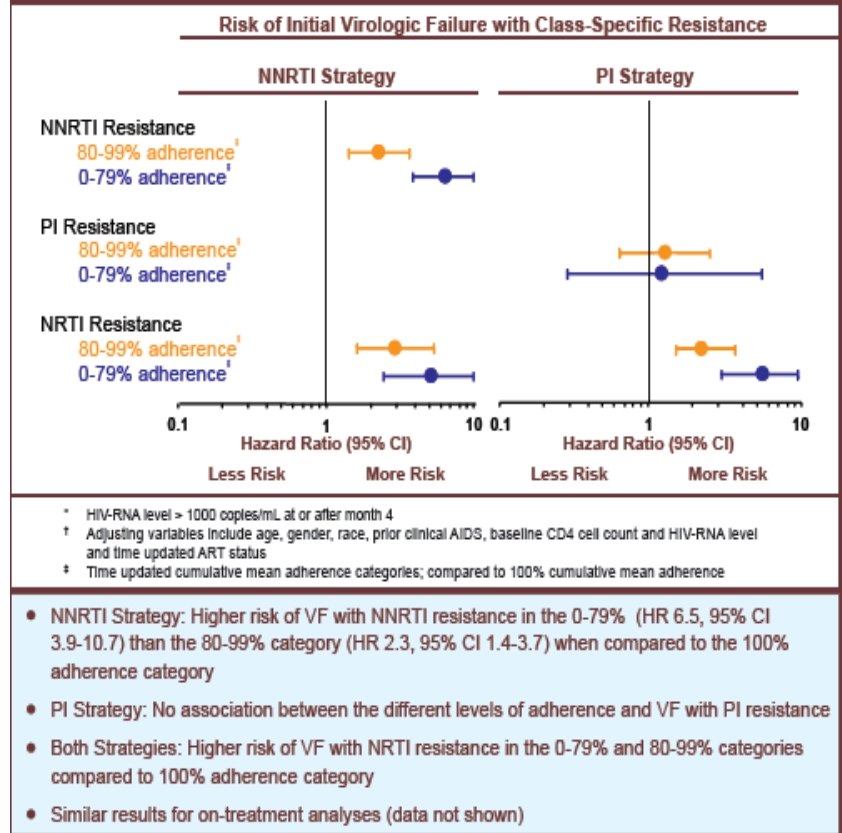 Risk of Initial Virologic Failure with Class-Specific Resistance
NNRTI Strategy
PI Strategy
NNRTI Resistance
80-99% adherence‡
0-79% adherence‡
PI Resistance
80-99% adherence‡
0-79% adherence‡
NRTI Resistance
80-99% adherence‡
0-79% adherence‡
0.1 1 10 0.1 1 10
Hazard Ratio (95% CI) Hazard Ratio (95% CI)
Less Risk More Risk Less Risk More Risk
* HIV-RNA level > 1000 copies/mL at or after month 4
† Adjusting variables include age, gender, race, prior clinical AIDS, baseline CD4 cell count and HIV-RNA level
and time updated ART status
‡ Time updated cumulative mean adherence categories; compared to 100% cumulative mean adherence
• NNRTI Strategy: Higher risk of VF with NNRTI resistance in the 0-79% (HR 6.5, 95% CI
3.9-10.7) than the 80-99% category (HR 2.3, 95% CI 1.4-3.7) when compared to the 100%
adherence category
• PI Strategy: No association between the different levels of adherence and VF with PI resistance
• Both Strategies: Higher risk of VF with NRTI resistance in the 0-79% and 80-99% categories
compared to 100% adherence category
• Similar results for on-treatment analyses (data not shown)